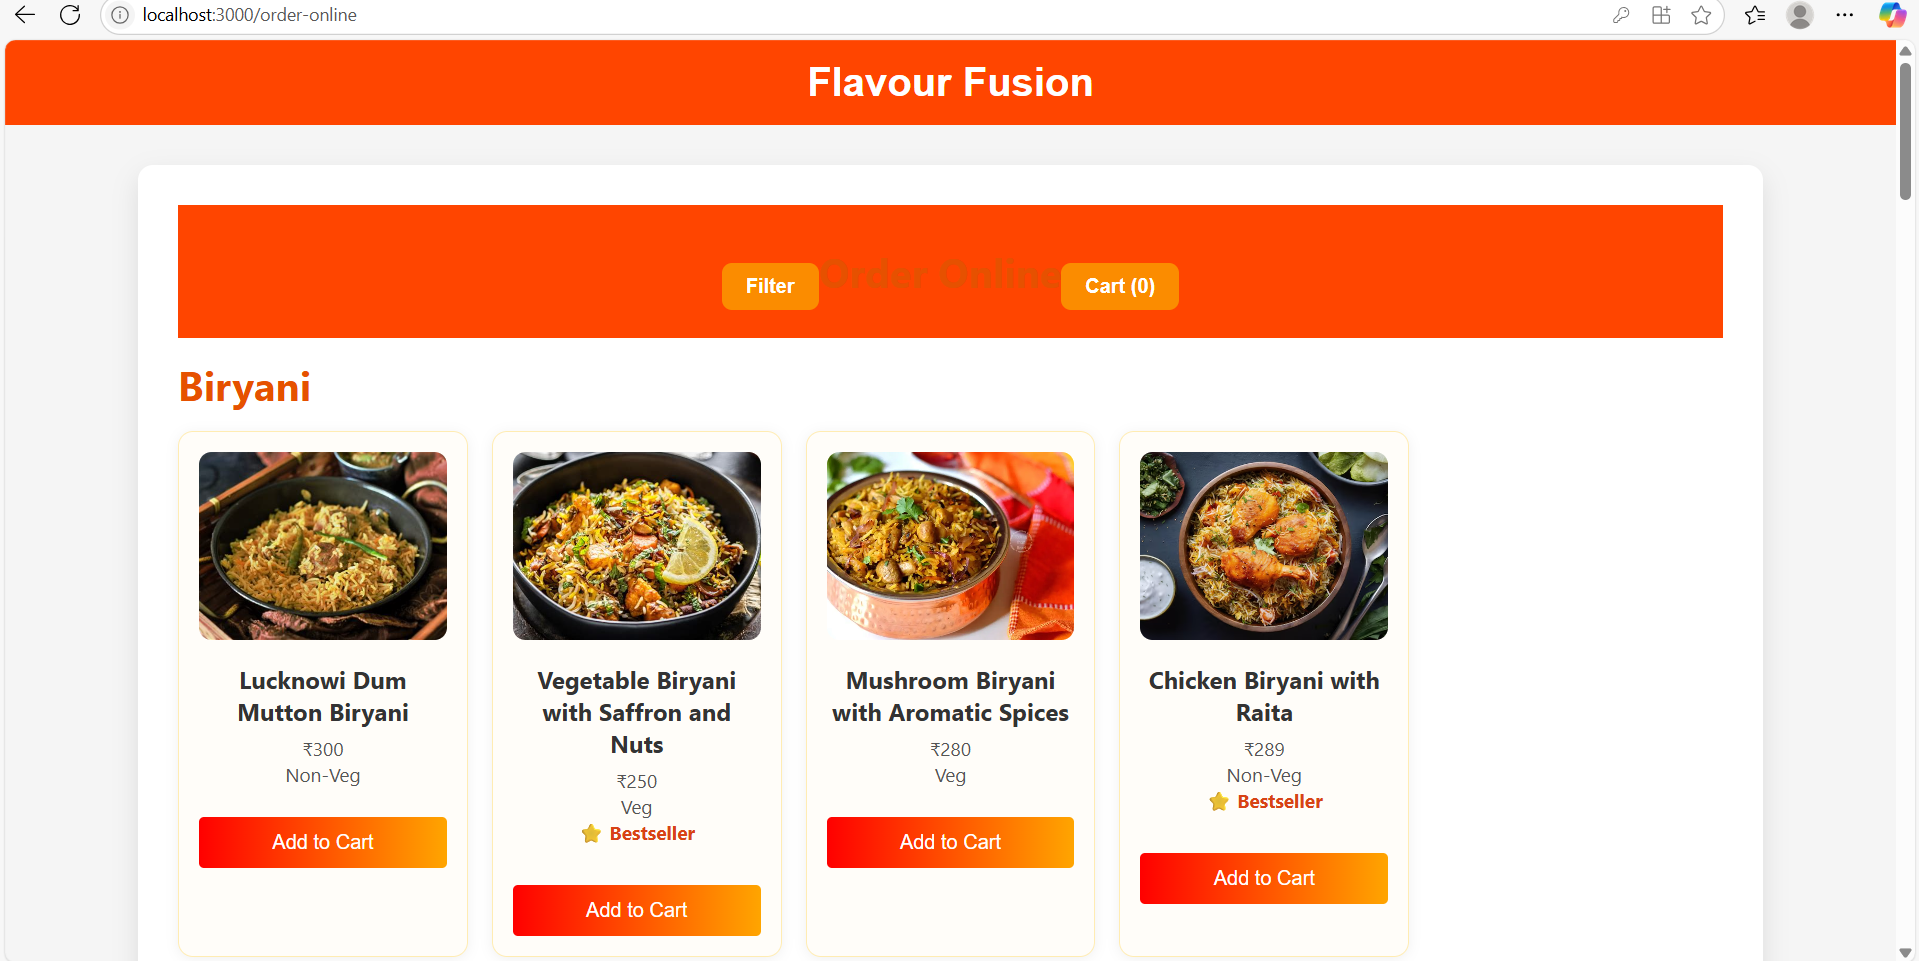 localhost:3000/order-online
Flavour Fusion
Filter
Order Online
Cart (0)
Biryani
Lucknowi Dum
Mutton Biryani
₹300
Non-Veg
Add to Cart
Vegetable Biryani
with Saffron and
Nuts
₹250
Veg
⭐ Bestseller
Add to Cart
Mushroom Biryani
with Aromatic Spices
₹280
Veg
Add to Cart
Chicken Biryani with
Raita
₹289
Non-Veg
⭐ Bestseller
Add to Cart